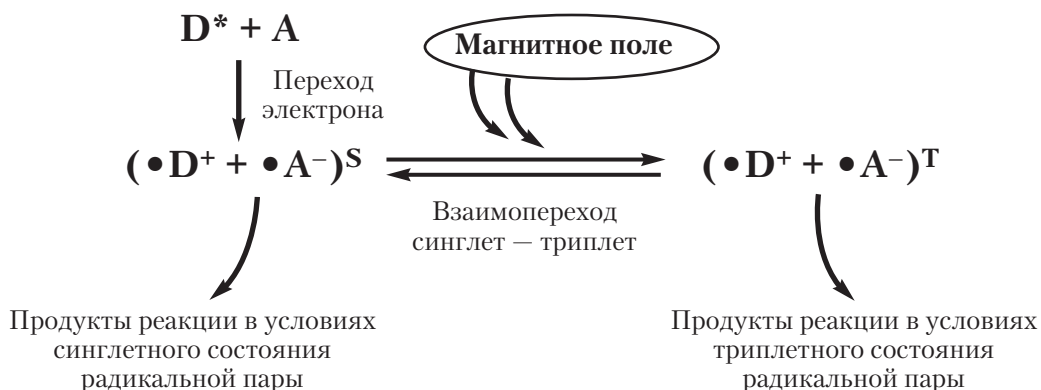 D* + A
Магнитное поле
Переход
электрона
(•D⁺ + •A⁻)ˢ
(•D⁺ + •A⁻)ᵀ
Взаимопереход
синглет — триплет
Продукты реакции в условиях
синглетного состояния
радикальной пары
Продукты реакции в условиях
триплетного состояния
радикальной пары